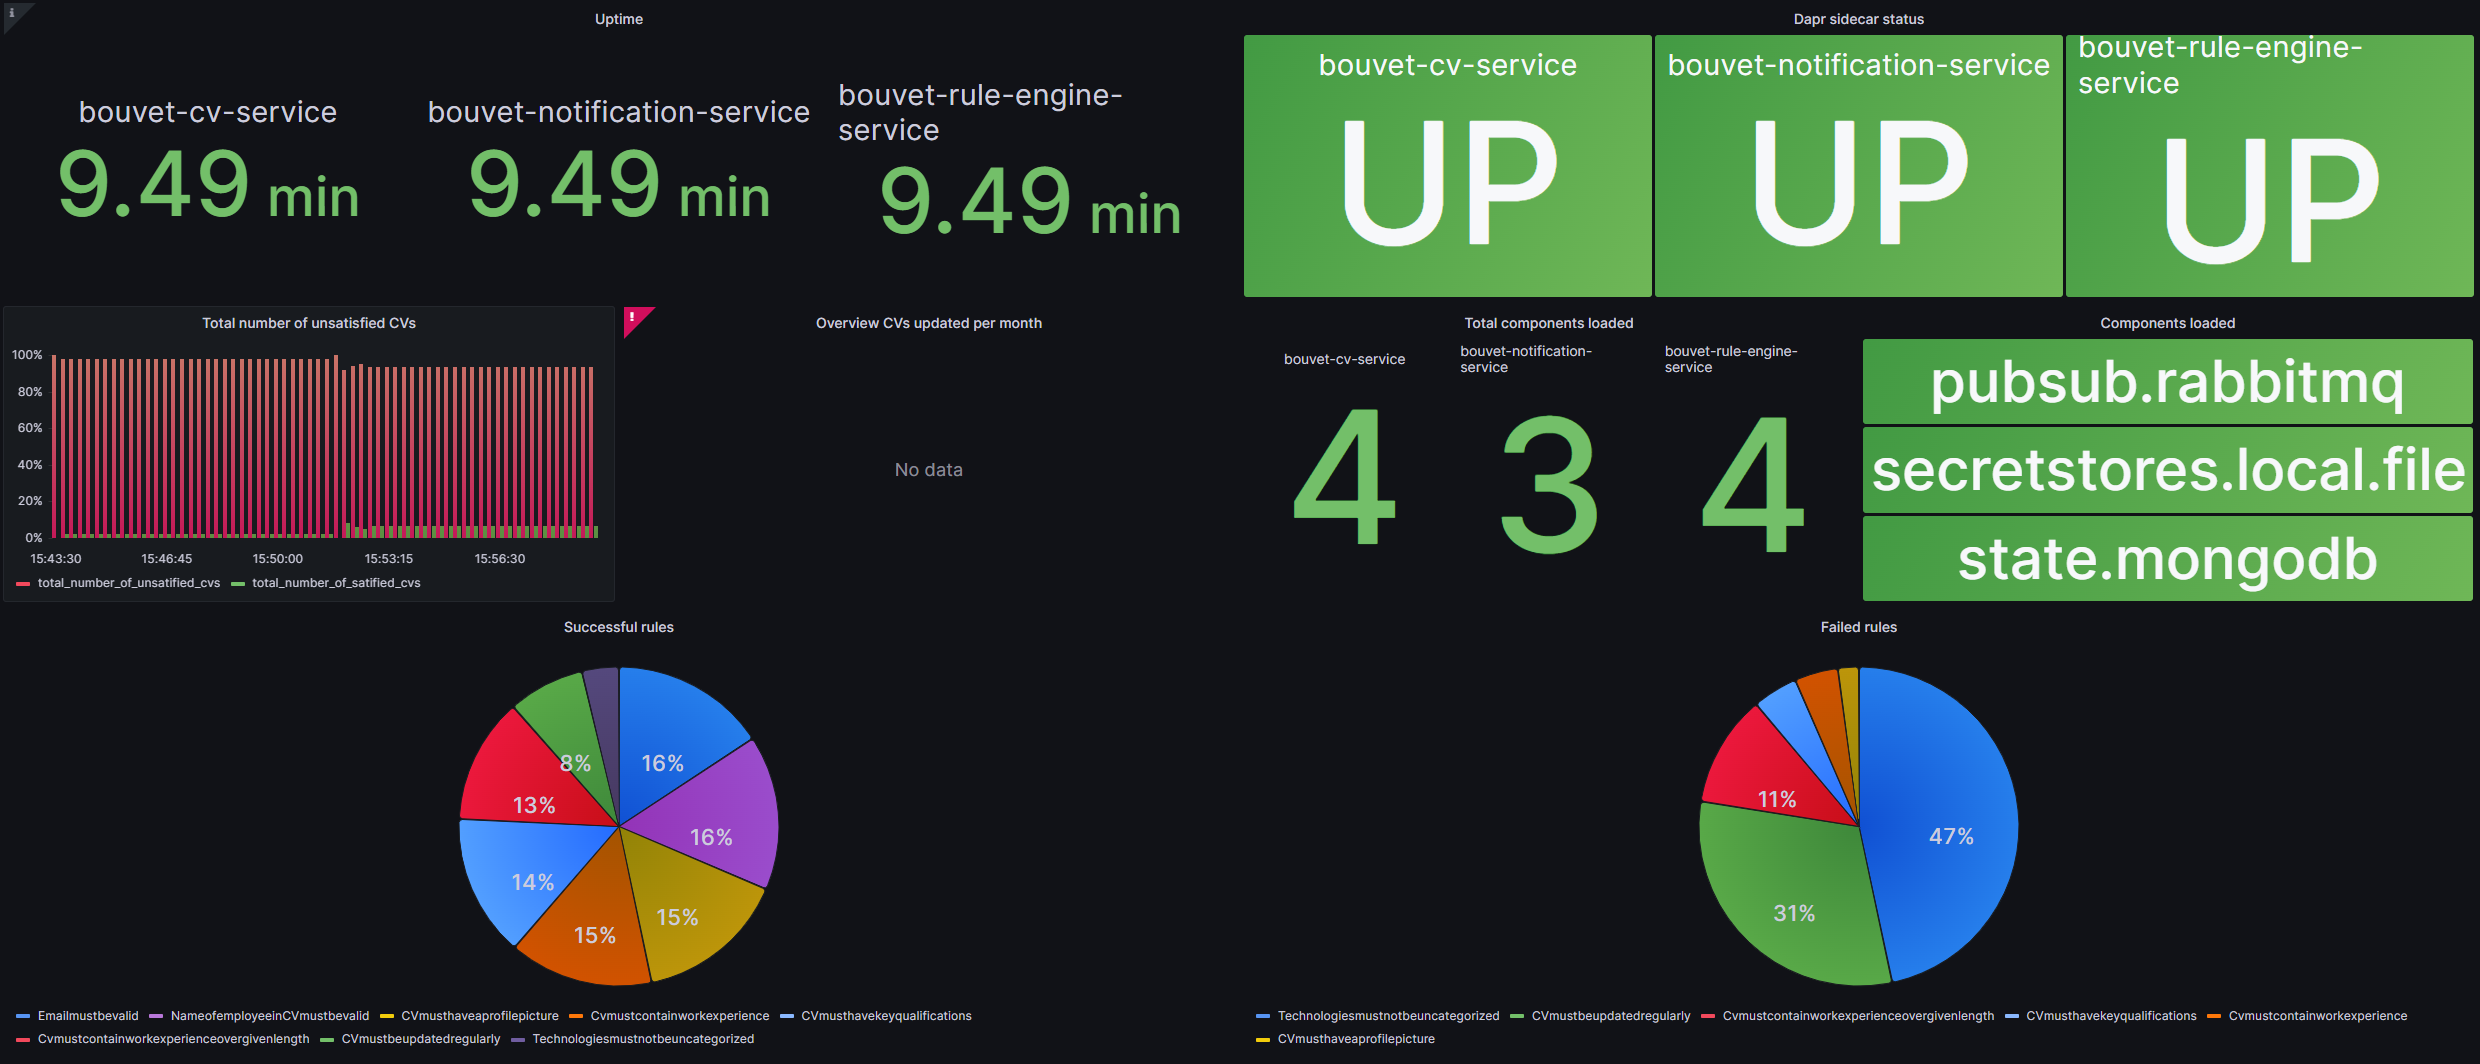 i
Uptime
bouvet-cv-service
9.49 min
bouvet-notification-service
9.49 min
bouvet-rule-engine-
service
9.49 min
Dapr sidecar status
bouvet-cv-service
UP
bouvet-notification-service
UP
bouvet-rule-engine-
service
UP
Total number of unsatisfied CVs
100%
80%
60%
40%
20%
0%
15:43:30 15:46:45 15:50:00 15:53:15 15:56:30
total_number_of_unsatified_cvs total_number_of_satified_cvs
!
Overview CVs updated per month
No data
Total components loaded
bouvet-cv-service
4
bouvet-notification-
service
3
bouvet-rule-engine-
service
4
Components loaded
pubsub.rabbitmq
secretstores.local.file
state.mongodb
Successful rules
16%
16%
15%
15%
14%
13%
8%
Emailmustbevalid NameofemployeeinCVmustbevalid CVmusthaveaprofilepicture Cvmustcontainworkexperience CVmusthavekeyqualifications
Cvmustcontainworkexperienceovergivenlength CVmustbeupdatedregularly Technologiesmustnotbeuncategorized
Failed rules
47%
31%
11%
Technologiesmustnotbeuncategorized CVmustbeupdatedregularly Cvmustcontainworkexperienceovergivenlength CVmusthavekeyqualifications Cvmustcontainworkexperience
CVmusthaveaprofilepicture